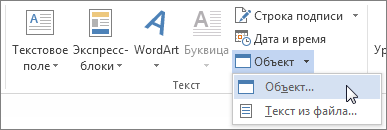 Текстовое поле
Экспресс-блоки
WordArt
Буквица
Строка подписи
Дата и время
Объект
Текст
Объект...
Текст из файла...